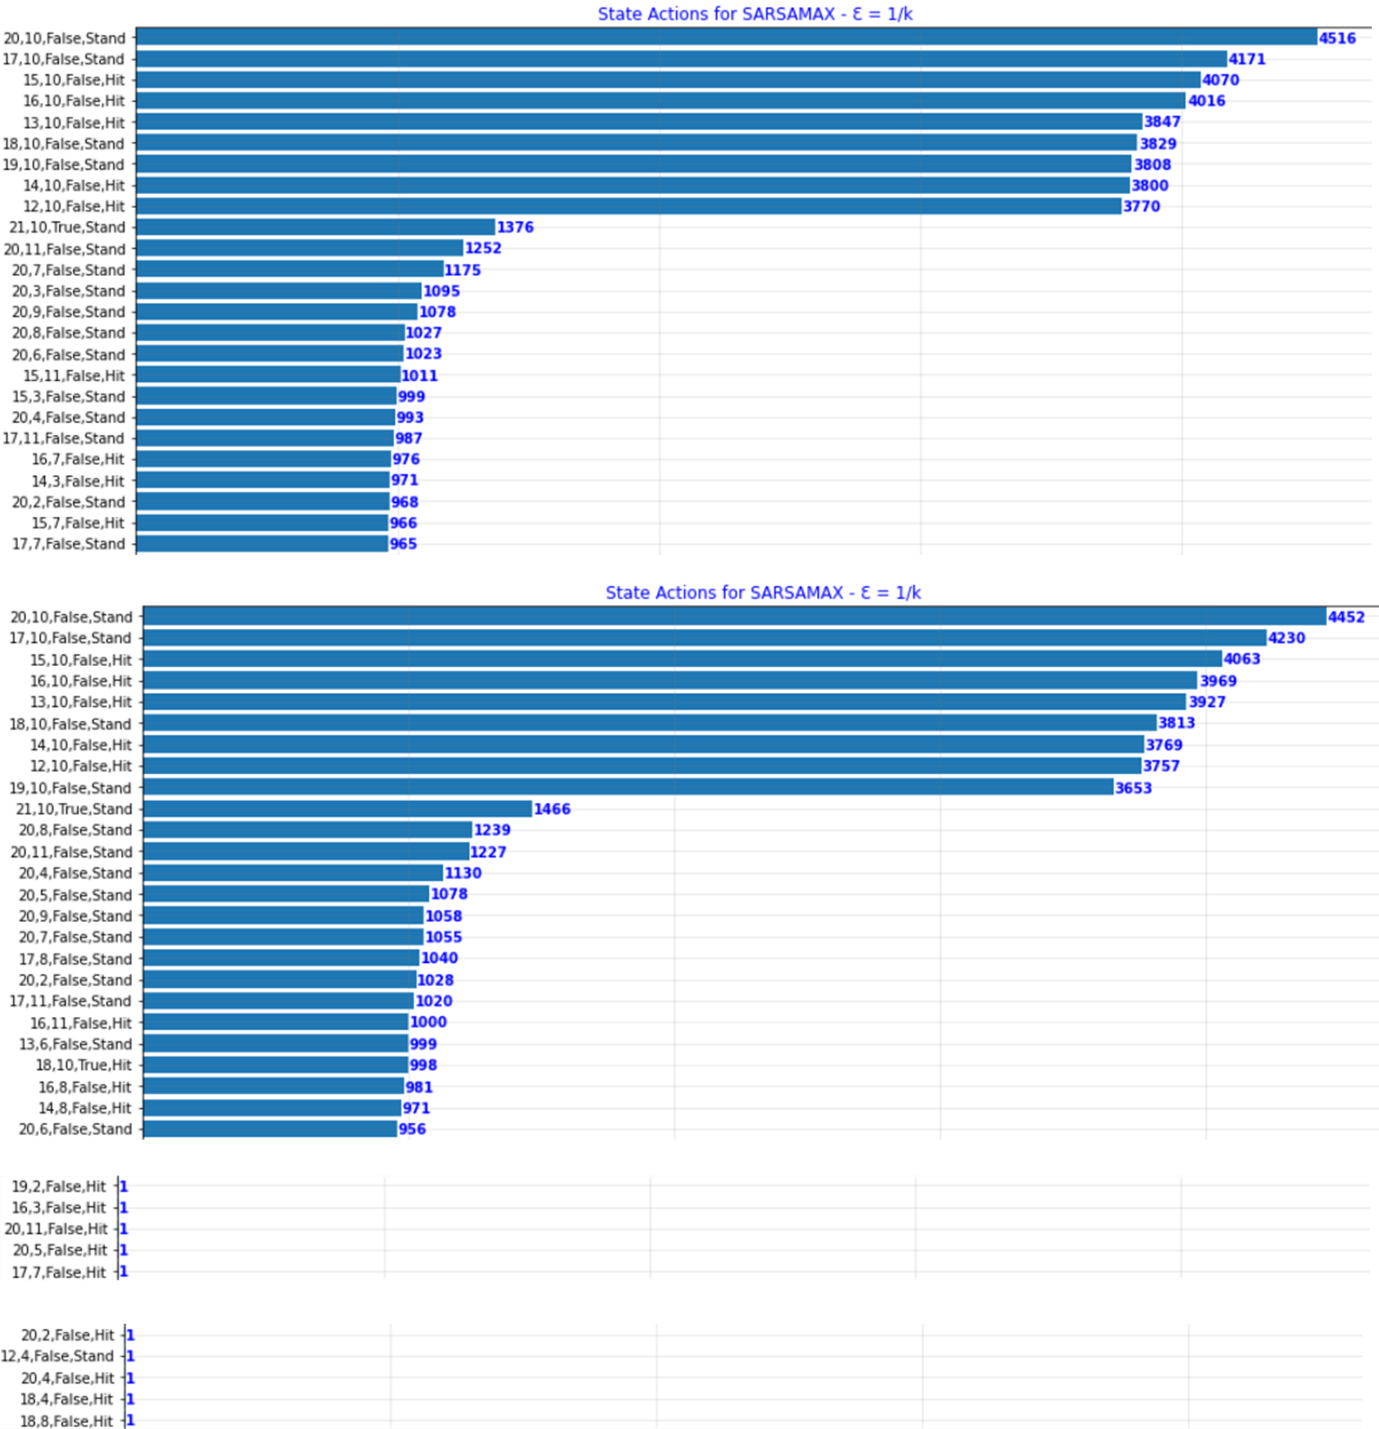 State Actions for SARSAMAX - Ɛ = 1/k
20,10,False,Stand 4516
17,10,False,Stand 4171
15,10,False,Hit 4070
16,10,False,Hit 4016
13,10,False,Hit 3847
18,10,False,Stand 3829
19,10,False,Stand 3808
14,10,False,Hit 3800
12,10,False,Hit 3770
21,10,True,Stand 1376
20,11,False,Stand 1252
20,7,False,Stand 1175
20,3,False,Stand 1095
20,9,False,Stand 1078
20,8,False,Stand 1027
20,6,False,Stand 1023
15,11,False,Hit 1011
15,3,False,Stand 999
20,4,False,Stand 993
17,11,False,Stand 987
16,7,False,Hit 976
14,3,False,Hit 971
20,2,False,Stand 968
15,7,False,Hit 966
17,7,False,Stand 965
State Actions for SARSAMAX - Ɛ = 1/k
20,10,False,Stand 4452
17,10,False,Stand 4230
15,10,False,Hit 4063
16,10,False,Hit 3969
13,10,False,Hit 3927
18,10,False,Stand 3813
14,10,False,Hit 3769
12,10,False,Hit 3757
19,10,False,Stand 3653
21,10,True,Stand 1466
20,8,False,Stand 1239
20,11,False,Stand 1227
20,4,False,Stand 1130
20,5,False,Stand 1078
20,9,False,Stand 1058
20,7,False,Stand 1055
17,8,False,Stand 1040
20,2,False,Stand 1028
17,11,False,Stand 1020
16,11,False,Hit 1000
13,6,False,Stand 999
18,10,True,Hit 998
16,8,False,Hit 981
14,8,False,Hit 971
20,6,False,Stand 956
19,2,False,Hit 1
16,3,False,Hit 1
20,11,False,Hit 1
20,5,False,Hit 1
17,7,False,Hit 1
20,2,False,Hit 1
12,4,False,Stand 1
20,4,False,Hit 1
18,4,False,Hit 1
18,8,False,Hit 1